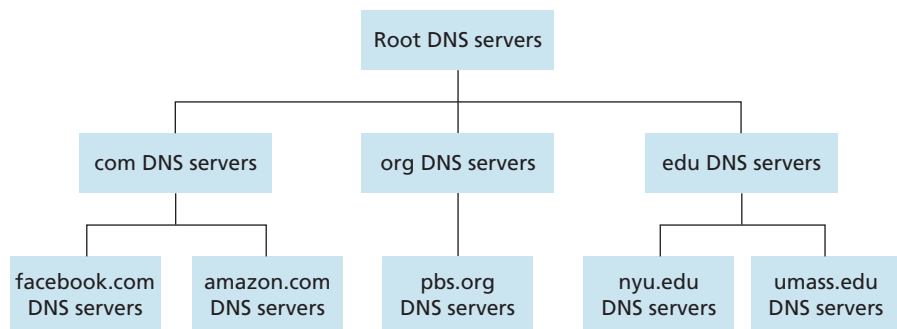 Root DNS servers
com DNS servers
org DNS servers
edu DNS servers
facebook.com
DNS servers
amazon.com
DNS servers
pbs.org
DNS servers
nyu.edu
DNS servers
umass.edu
DNS servers